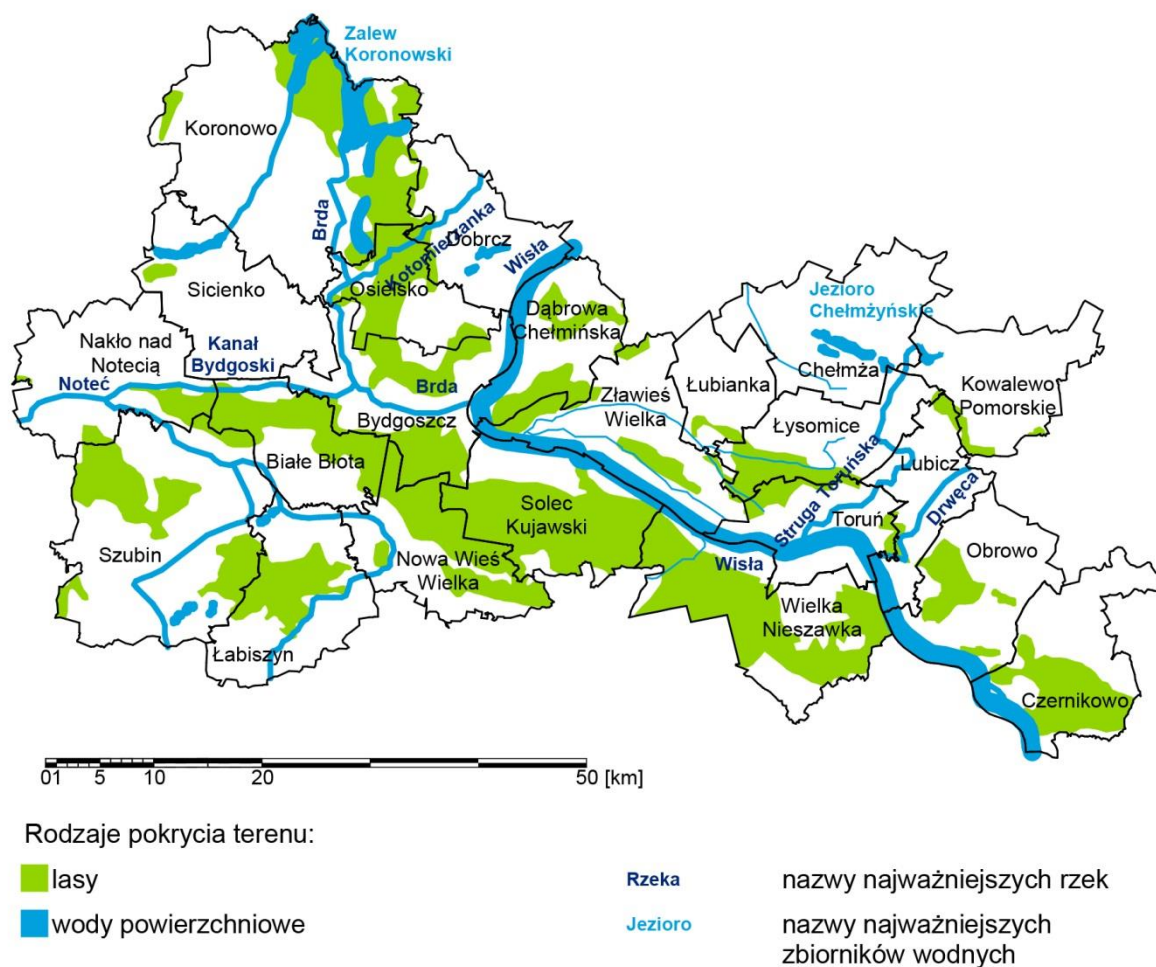 Zalew
Koronowski
Koronowo
Brda
Kotomierzanka
Dobrcz
Wisła
Sicienko
Osielsko
Dąbrowa
Chełmińska
Jezioro
Chełmżyńskie
Nakło nad
Notecią
Kanał
Bydgoski
Noteć
Brda
Bydgoszcz
Zławieś
Wielka
Łubianka
Chełmża
Kowalewo
Pomorskie
Łysomice
Białe Błota
Lubicz
Struga Toruńska
Solec
Kujawski
Toruń
Drwęca
Szubin
Nowa Wieś
Wielka
Wisła
Obrowo
Wielka
Nieszawka
Łabiszyn
Czernikowo
01 5 10 20 50 [km]
Rodzaje pokrycia terenu:
lasy
wody powierzchniowe
Rzeka nazwy najważniejszych rzek
Jezioro nazwy najważniejszych
zbiorników wodnych